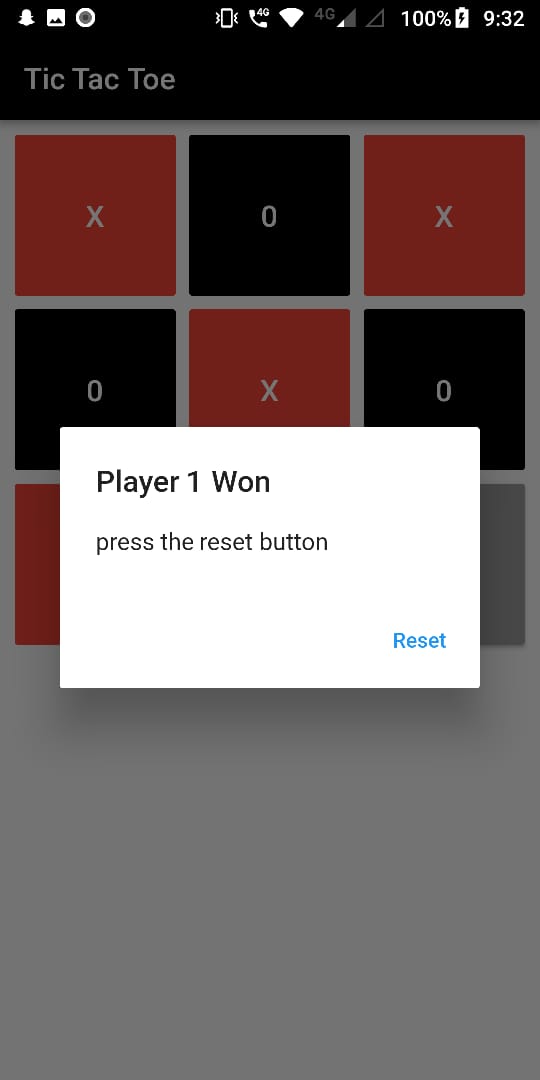 4G 4G 100% 9:32
Tic Tac Toe
X 0 X
0 X 0
Player 1 Won
press the reset button
Reset